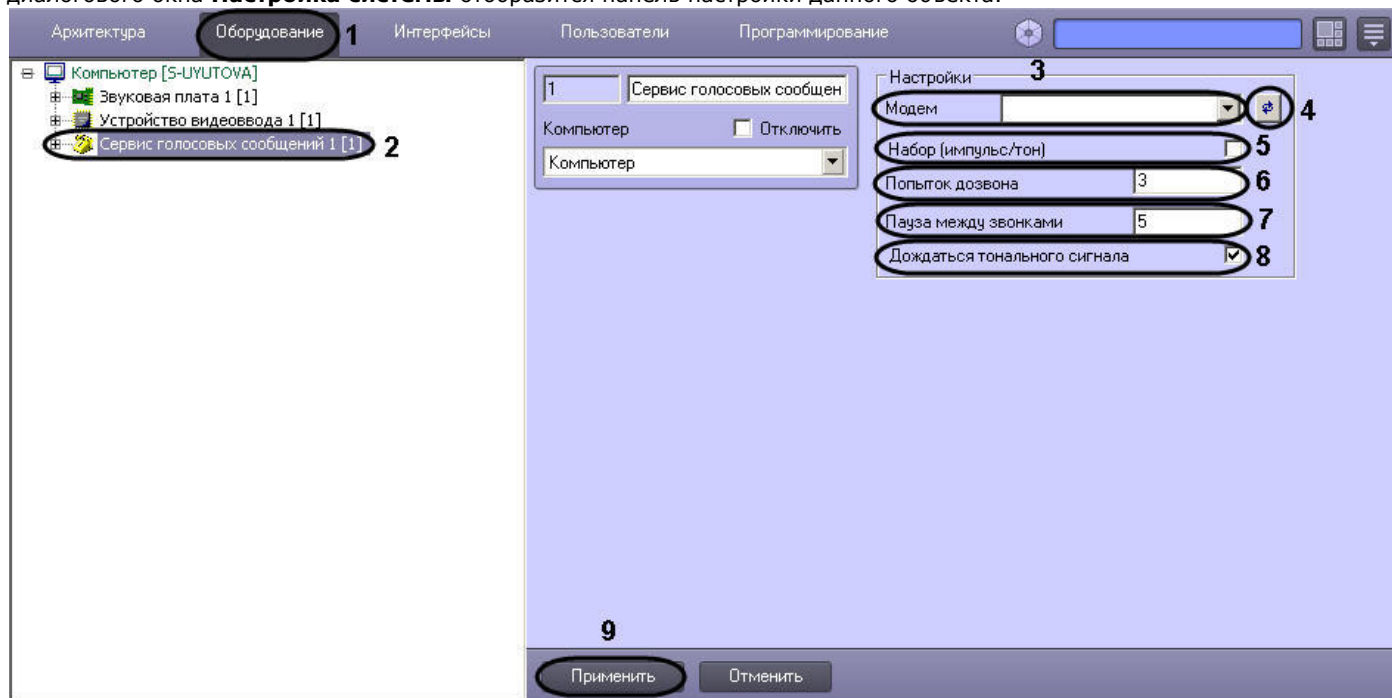 диалогового окна Настройка системы отобразится панель настройки данного объекта.
Архитектура Оборудование 1 Интерфейсы Пользователи Программирование
Компьютер [S-UYUTOVA]
Звуковая плата 1 [1]
Устройство видеоввода 1 [1]
Сервис голосовых сообщений 1 [1] 2
1 Сервис голосовых сообщен
Компьютер Отключить
Компьютер
Настройки 3
Модем 4
Набор (импульс/тон) 5
Попыток дозвона 3 6
Пауза между звонками 5 7
Дождаться тонального сигнала 8
9
Применить Отменить